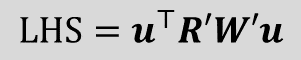 LHS = 𝒖⊤𝑹′𝑾′𝒖